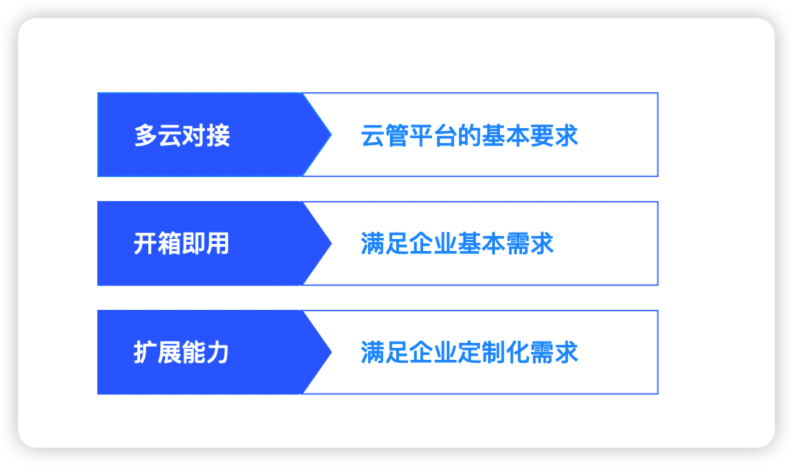 多云对接
云管平台的基本要求
开箱即用
满足企业基本需求
扩展能力
满足企业定制化需求